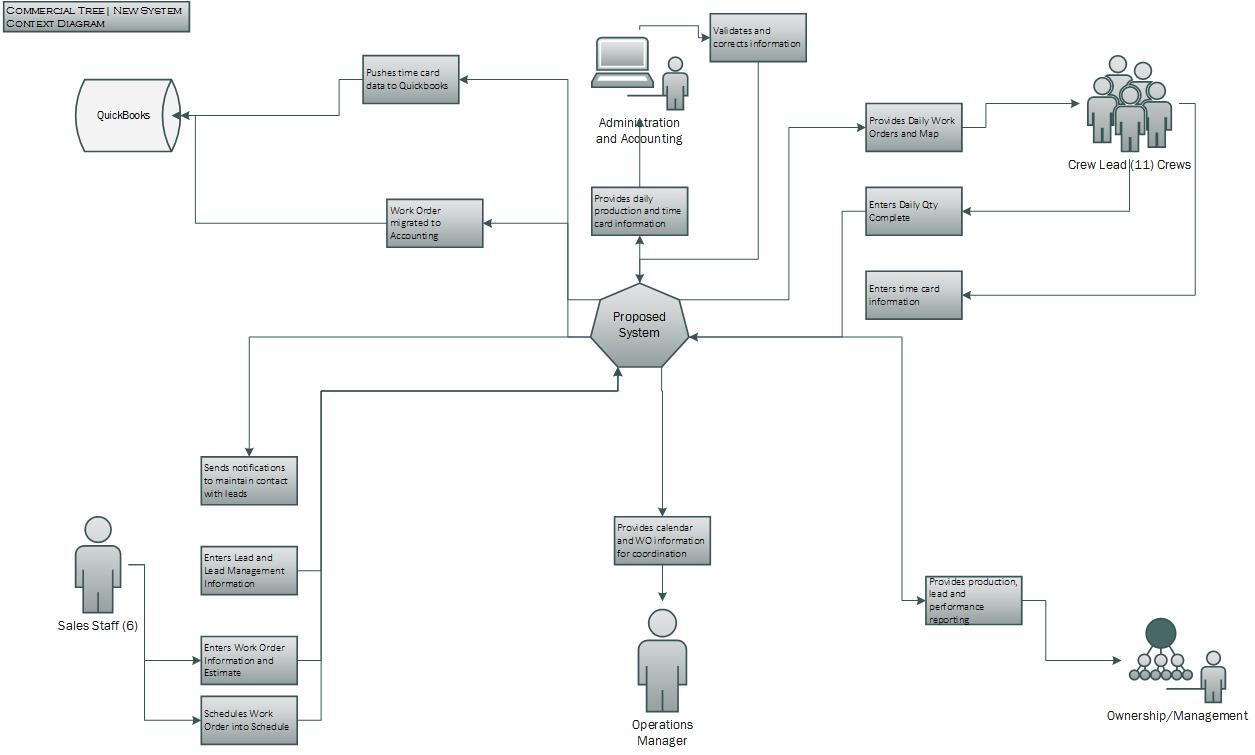 Commercial Tree | New System
Context Diagram
QuickBooks
Pushes time card
data to Quickbooks
Work Order
migrated to
Accounting
Administration
and Accounting
Validates and
corrects information
Provides daily
production and time
card information
Provides Daily Work
Orders and Map
Crew Lead (11) Crews
Enters Daily Qty
Complete
Enters time card
information
Proposed
System
Sends notifications
to maintain contact
with leads
Enters Lead and
Lead Management
Information
Sales Staff (6)
Enters Work Order
Information and
Estimate
Schedules Work
Order into Schedule
Provides calendar
and WO information
for coordination
Operations
Manager
Provides production,
lead and
performance
reporting
Ownership/Management